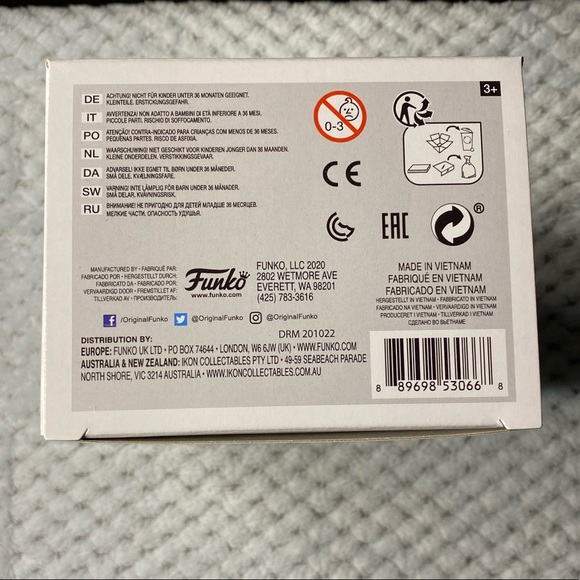 3+
DE ACHTUNG! NICHT FÜR KINDER UNTER 36 MONATEN GEEIGNET.
KLEINTEILE. ERSTICKUNGSGEFAHR.
IT AVVERTENZA! NON ADATTO A BAMBINI DI ETÀ INFERIORE A 36 MESI.
PICCOLE PARTI. RISCHIO DI SOFFOCAMENTO.
PO ATENÇÃO! CONTRA-INDICADO PARA CRIANÇAS COM MENOS DE 36 MESES.
PEQUENAS PARTES. RISCO DE ASFIXIA.
NL WAARSCHUWING! NIET GESCHIKT VOOR KINDEREN JONGER DAN 36 MAANDEN.
KLEINE ONDERDELEN. VERSTIKKINGSGEVAAR.
DA ADVARSEL! IKKE EGNET TIL BØRN UNDER 36 MÅNEDER.
SMÅ DELE. KVÆLNINGSFARE.
SW VARNING! INTE LÄMPLIG FÖR BARN UNDER 36 MÅNADER.
SMÅ DELAR. KVÄVNINGSRISK.
RU ВНИМАНИЕ! НЕ ПРИГОДНО ДЛЯ ДЕТЕЙ МЛАДШЕ 36 МЕСЯЦЕВ.
МЕЛКИЕ ЧАСТИ. ОПАСНОСТЬ УДУШЬЯ.
0-3
CE
EAC
®
MANUFACTURED BY • FABRIQUÉ PAR:
FABRICADO POR • HERGESTELLT DURCH:
FABRICATO DA • FABRICADO POR:
VERVAARDIGD DOOR • FREMSTILLET AF:
TILLVERKAD AV • ПРОИЗВОДИТЕЛЬ:
Funko
www.funko.com
FUNKO, LLC 2020
2802 WETMORE AVE
EVERETT, WA 98201
(425) 783-3616
MADE IN VIETNAM
FABRIQUÉ EN VIETNAM
FABRICADO EN VIETNAM
HERGESTELLT IN VIETNAM • FABBRICATO IN VIETNAM
FABRICADO NA VIETNAM • VERVAARDIGD IN VIETNAM
PRODUCERET I VIETNAM • TILLVERKAD I VIETNAM
СДЕЛАНО ВО ВЬЕТНАМЕ
/OriginalFunko @OriginalFunko @OriginalFunko
DRM 201022
DISTRIBUTION BY:
EUROPE: FUNKO UK LTD • PO BOX 74644 • LONDON, W6 6JW (UK) • WWW.FUNKO.COM
AUSTRALIA & NEW ZEALAND: IKON COLLECTABLES PTY LTD • 49-59 SEABEACH PARADE
NORTH SHORE, VIC 3214 AUSTRALIA • WWW.IKONCOLLECTABLES.COM.AU
8 89698 53066 8